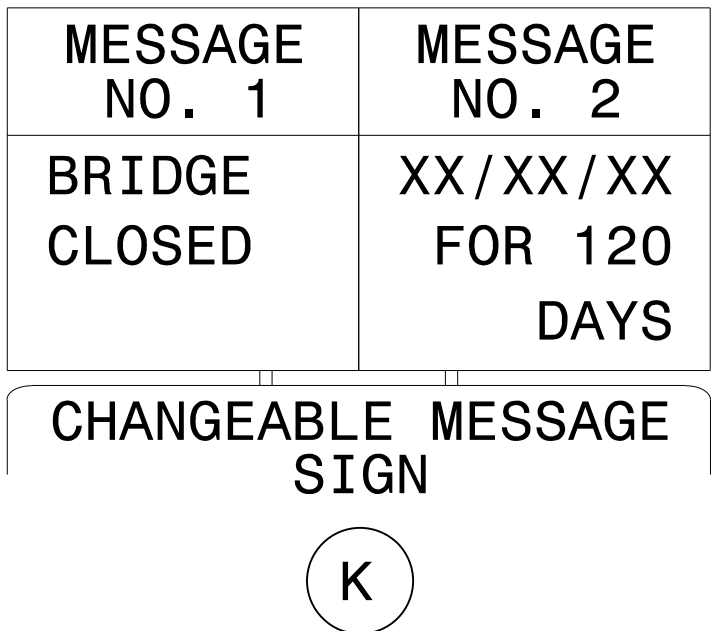 MESSAGE
NO. 1
MESSAGE
NO. 2
BRIDGE
CLOSED
XX/XX/XX
FOR 120
DAYS
CHANGEABLE MESSAGE
SIGN
K